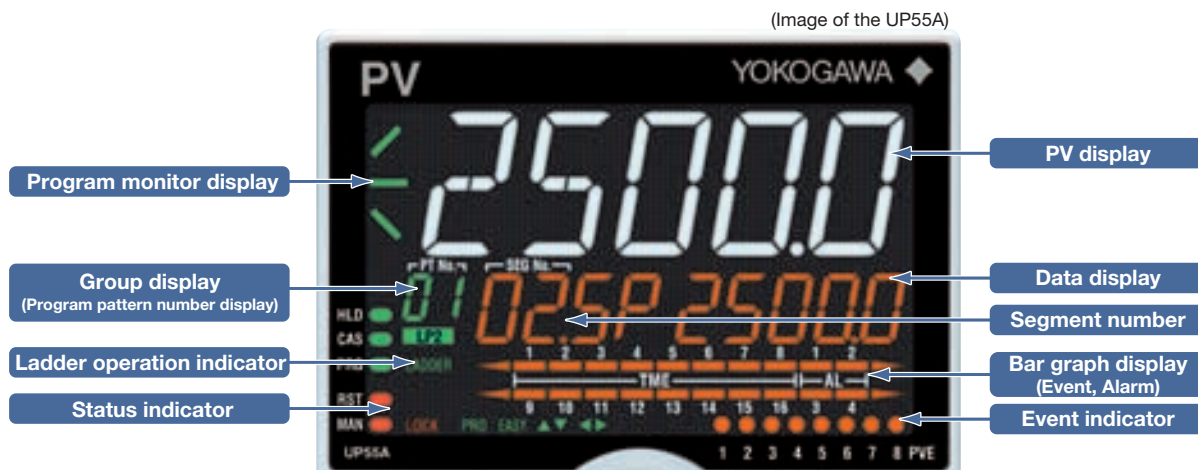 (Image of the UP55A)
PV
YOKOGAWA
2500.0
Program monitor display
PV display
PT No.
SEG No.
Group display
(Program pattern number display)
01
02.SP 2500.0
Data display
HLD
Segment number
CAS
LP2
1 2 3 4 5 6 7 8 1 2
Ladder operation indicator
PRG
LADDER
TME
AL
Bar graph display
(Event, Alarm)
Status indicator
RST
9 10 11 12 13 14 15 16 3 4
MAN
LOCK
PRO EASY
Event indicator
UP55A
1 2 3 4 5 6 7 8 PVE